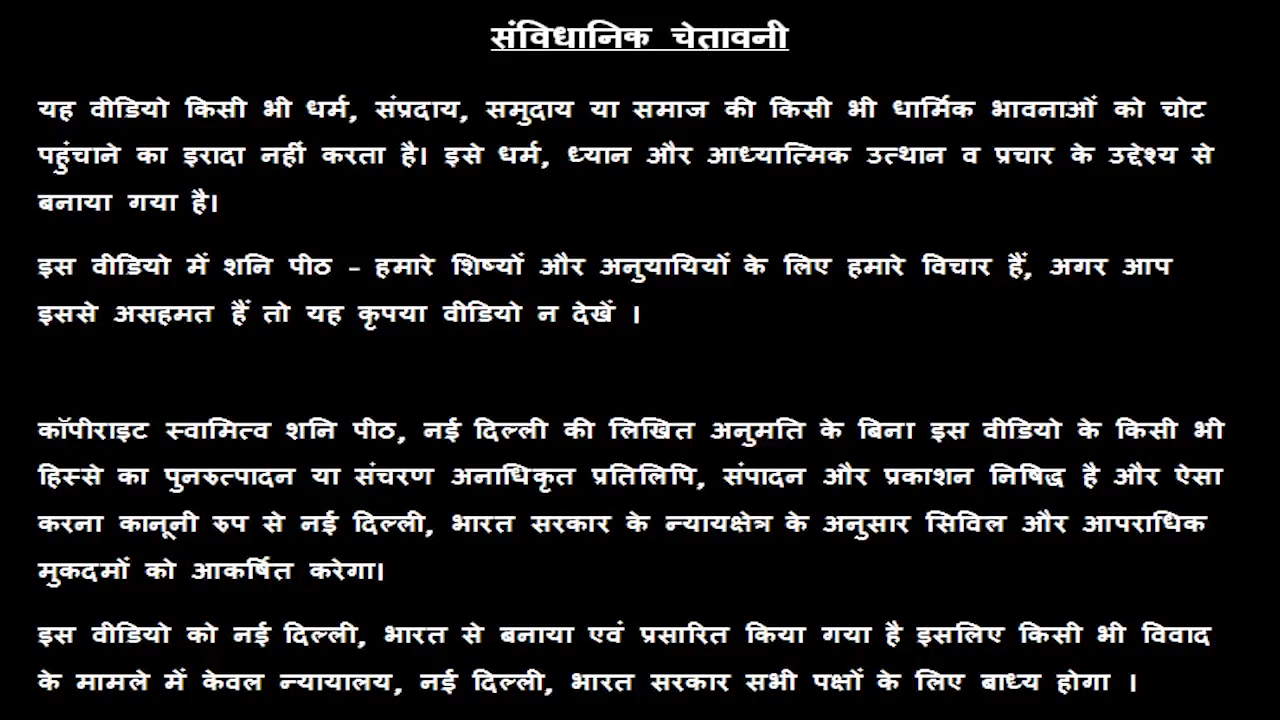 संविधानिक चेतावनी
यह वीडियो किसी भी धर्म, संप्रदाय, समुदाय या समाज की किसी भी धार्मिक भावनाओं को चोट
पहुंचाने का इरादा नहीं करता है। इसे धर्म, ध्यान और आध्यात्मिक उत्थान व प्रचार के उद्देश्य से
बनाया गया है।
इस वीडियो में शनि पीठ - हमारे शिष्यों और अनुयायियों के लिए हमारे विचार हैं, अगर आप
इससे असहमत हैं तो यह कृपया वीडियो न देखें ।
कॉपीराइट स्वामित्व शनि पीठ, नई दिल्ली की लिखित अनुमति के बिना इस वीडियो के किसी भी
हिस्से का पुनरुत्पादन या संचरण अनाधिकृत प्रतिलिपि, संपादन और प्रकाशन निषिद्ध है और ऐसा
करना कानूनी रुप से नई दिल्ली, भारत सरकार के न्यायक्षेत्र के अनुसार सिविल और आपराधिक
मुकदमों को आकर्षित करेगा।
इस वीडियो को नई दिल्ली, भारत से बनाया एवं प्रसारित किया गया है इसलिए किसी भी विवाद
के मामले में केवल न्यायालय, नई दिल्ली, भारत सरकार सभी पक्षों के लिए बाध्य होगा ।